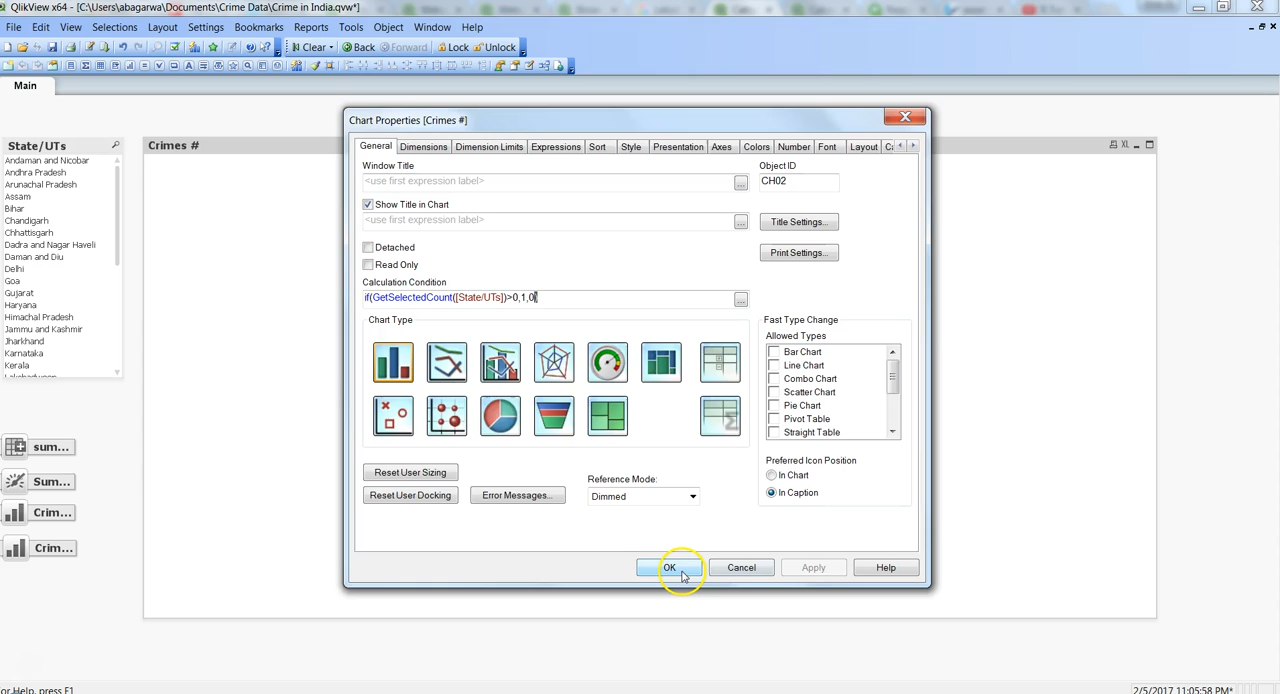 QlikView x64 - [C:\Users\abagarwa\Documents\Crime Data\Crime in India.qvw*]
File Edit View Selections Layout Settings Bookmarks Reports Tools Object Window Help
Clear Back Forward Lock Unlock
Main
State/UTs
Andaman and Nicobar
Andhra Pradesh
Arunachal Pradesh
Assam
Bihar
Chandigarh
Chhattisgarh
Dadra and Nagar Haveli
Daman and Diu
Delhi
Goa
Gujarat
Haryana
Himachal Pradesh
Jammu and Kashmir
Jharkhand
Karnataka
Kerala
Lakshadweep
sum...
Sum...
Crim...
Crim...
Crimes #
XL
Chart Properties [Crimes #]
General Dimensions Dimension Limits Expressions Sort Style Presentation Axes Colors Number Font Layout Ca
Window Title
<use first expression label>
...
Object ID
CH02
Show Title in Chart
<use first expression label>
...
Title Settings...
Detached
Read Only
Print Settings...
Calculation Condition
if(GetSelectedCount([State/UTs])>0,1,0)
...
Chart Type
Fast Type Change
Allowed Types
Bar Chart
Line Chart
Combo Chart
Scatter Chart
Pie Chart
Pivot Table
Straight Table
Preferred Icon Position
In Chart
In Caption
Reset User Sizing
Reset User Docking
Error Messages...
Reference Mode:
Dimmed
OK Cancel Apply Help
or Help, press F1
2/5/2017 11:05:58 PM*